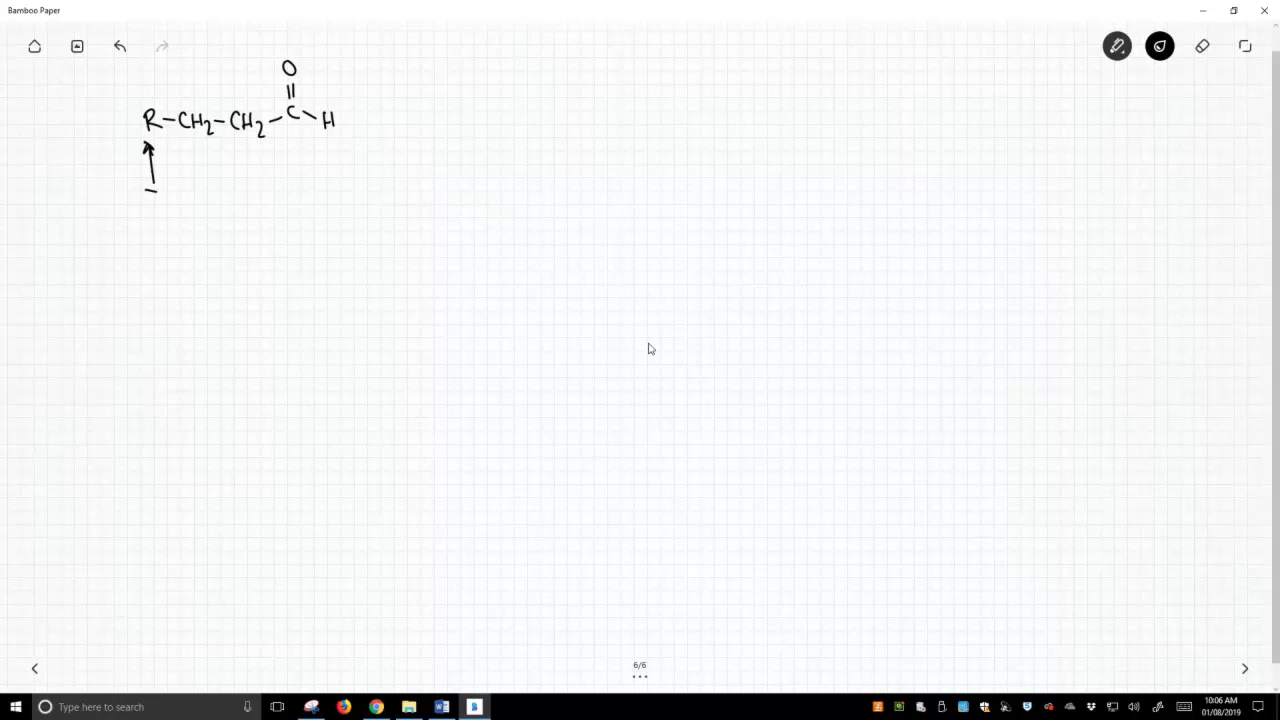 Bamboo Paper
O
R-CH2-CH2-C-H
6/6
Type here to search
10:06 AM
01/08/2019